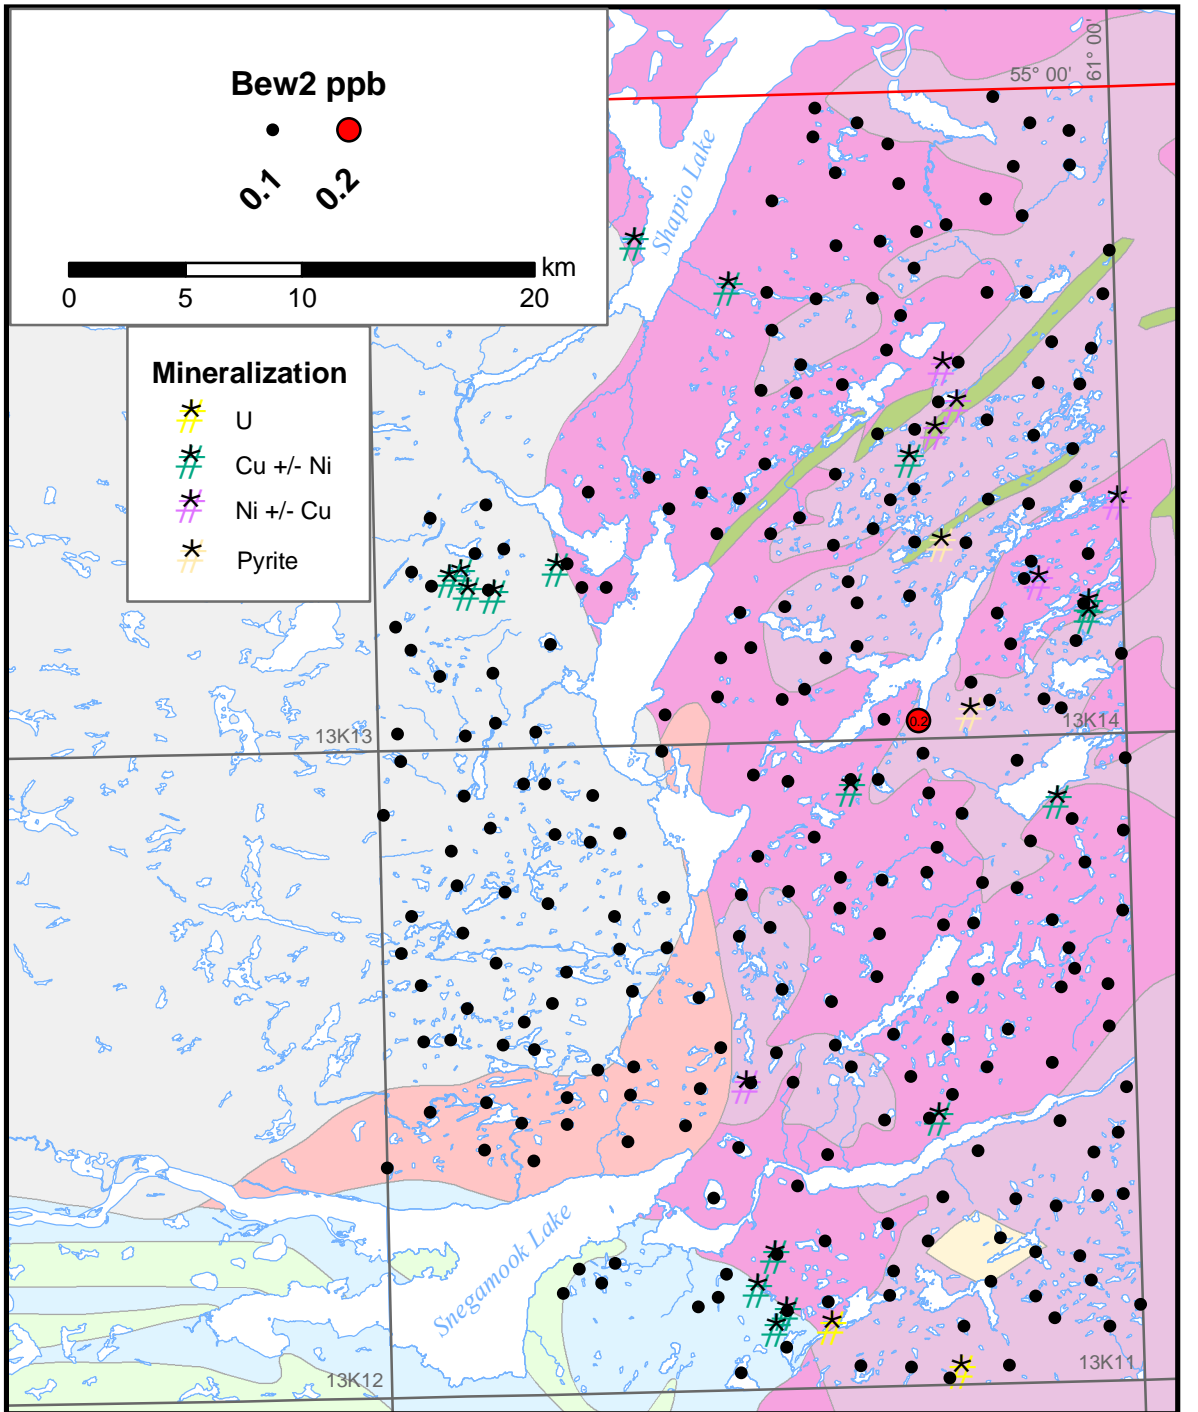 Bew2 ppb
0.1 0.2
km
0 5 10 20
Mineralization
U
Cu +/- Ni
Ni +/- Cu
Pyrite
55° 00'
61° 00'
Shapio Lake
0.2
13K13
13K14
Snegamook Lake
13K12
13K11